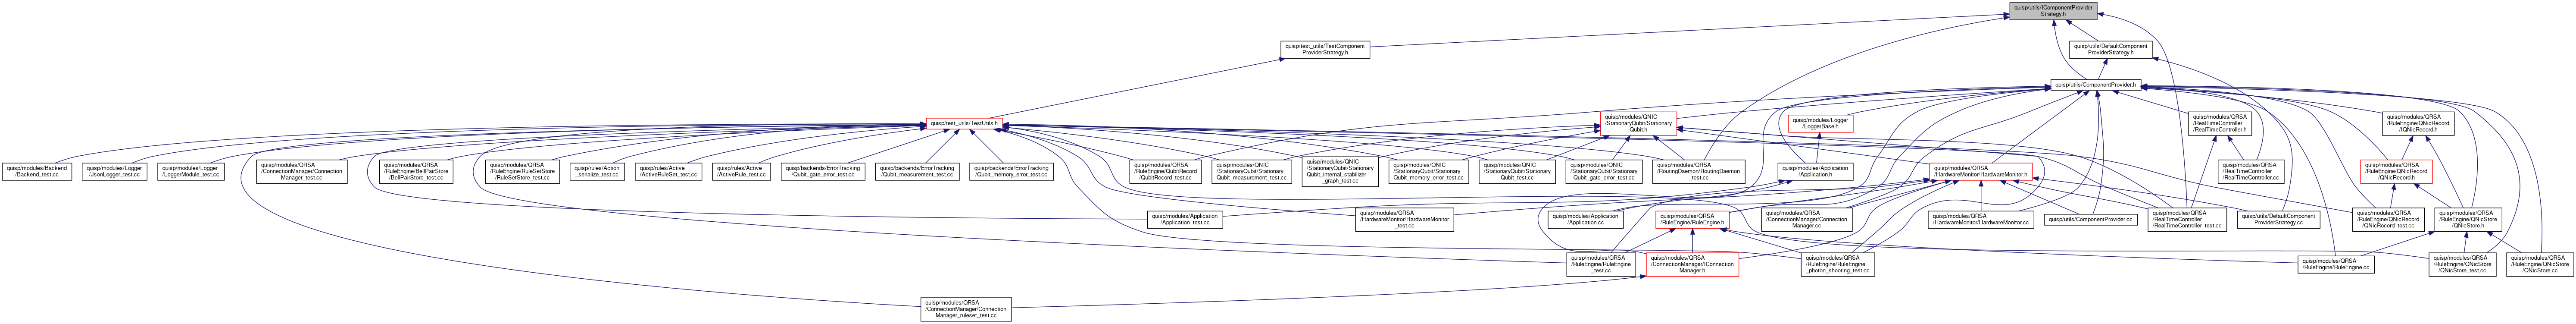 quisp/utils/IComponentProvider
Strategy.h
quisp/test_utils/TestComponent
ProviderStrategy.h
quisp/utils/DefaultComponent
ProviderStrategy.h
quisp/utils/ComponentProvider.h
quisp/test_utils/TestUtils.h
quisp/modules/QNIC
/StationaryQubit/Stationary
Qubit.h
quisp/modules/Logger
/LoggerBase.h
quisp/modules/QRSA
/RealTimeController
/RealTimeController.h
quisp/modules/QRSA
/RuleEngine/QNicRecord
/IQNicRecord.h
quisp/modules/Backend
/Backend_test.cc
quisp/modules/Logger
/JsonLogger_test.cc
quisp/modules/Logger
/LoggerModule_test.cc
quisp/modules/QRSA
/ConnectionManager/Connection
Manager_test.cc
quisp/modules/QRSA
/RuleEngine/BellPairStore
/BellPairStore_test.cc
quisp/modules/QRSA
/RuleEngine/RuleSetStore
/RuleSetStore_test.cc
quisp/rules/Action
_serialize_test.cc
quisp/rules/Active
/ActiveRuleSet_test.cc
quisp/rules/Active
/ActiveRule_test.cc
quisp/backends/ErrorTracking
/Qubit_gate_error_test.cc
quisp/backends/ErrorTracking
/Qubit_measurement_test.cc
quisp/backends/ErrorTracking
/Qubit_memory_error_test.cc
quisp/modules/QRSA
/RuleEngine/QubitRecord
/QubitRecord_test.cc
quisp/modules/QNIC
/StationaryQubit/Stationary
Qubit_measurement_test.cc
quisp/modules/QNIC
/StationaryQubit/Stationary
Qubit_internal_stabilizer
_graph_test.cc
quisp/modules/QNIC
/StationaryQubit/Stationary
Qubit_memory_error_test.cc
quisp/modules/QNIC
/StationaryQubit/Stationary
Qubit_test.cc
quisp/modules/QNIC
/StationaryQubit/Stationary
Qubit_gate_error_test.cc
quisp/modules/QRSA
/RoutingDaemon/RoutingDaemon
_test.cc
quisp/modules/Application
/Application.h
quisp/modules/QRSA
/HardwareMonitor/HardwareMonitor.h
quisp/modules/QRSA
/RealTimeController
/RealTimeController.cc
quisp/modules/QRSA
/RuleEngine/QNicRecord
/QNicRecord.h
quisp/modules/Application
/Application_test.cc
quisp/modules/QRSA
/HardwareMonitor/HardwareMonitor
_test.cc
quisp/modules/Application
/Application.cc
quisp/modules/QRSA
/RuleEngine/RuleEngine.h
quisp/modules/QRSA
/ConnectionManager/Connection
Manager.cc
quisp/modules/QRSA
/HardwareMonitor/HardwareMonitor.cc
quisp/utils/ComponentProvider.cc
quisp/modules/QRSA
/RealTimeController
/RealTimeController_test.cc
quisp/utils/DefaultComponent
ProviderStrategy.cc
quisp/modules/QRSA
/RuleEngine/QNicRecord
/QNicRecord_test.cc
quisp/modules/QRSA
/RuleEngine/QNicStore
/QNicStore.h
quisp/modules/QRSA
/RuleEngine/RuleEngine
_test.cc
quisp/modules/QRSA
/ConnectionManager/IConnection
Manager.h
quisp/modules/QRSA
/RuleEngine/RuleEngine
_photon_shooting_test.cc
quisp/modules/QRSA
/RuleEngine/RuleEngine.cc
quisp/modules/QRSA
/RuleEngine/QNicStore
/QNicStore_test.cc
quisp/modules/QRSA
/RuleEngine/QNicStore
/QNicStore.cc
quisp/modules/QRSA
/ConnectionManager/Connection
Manager_ruleset_test.cc